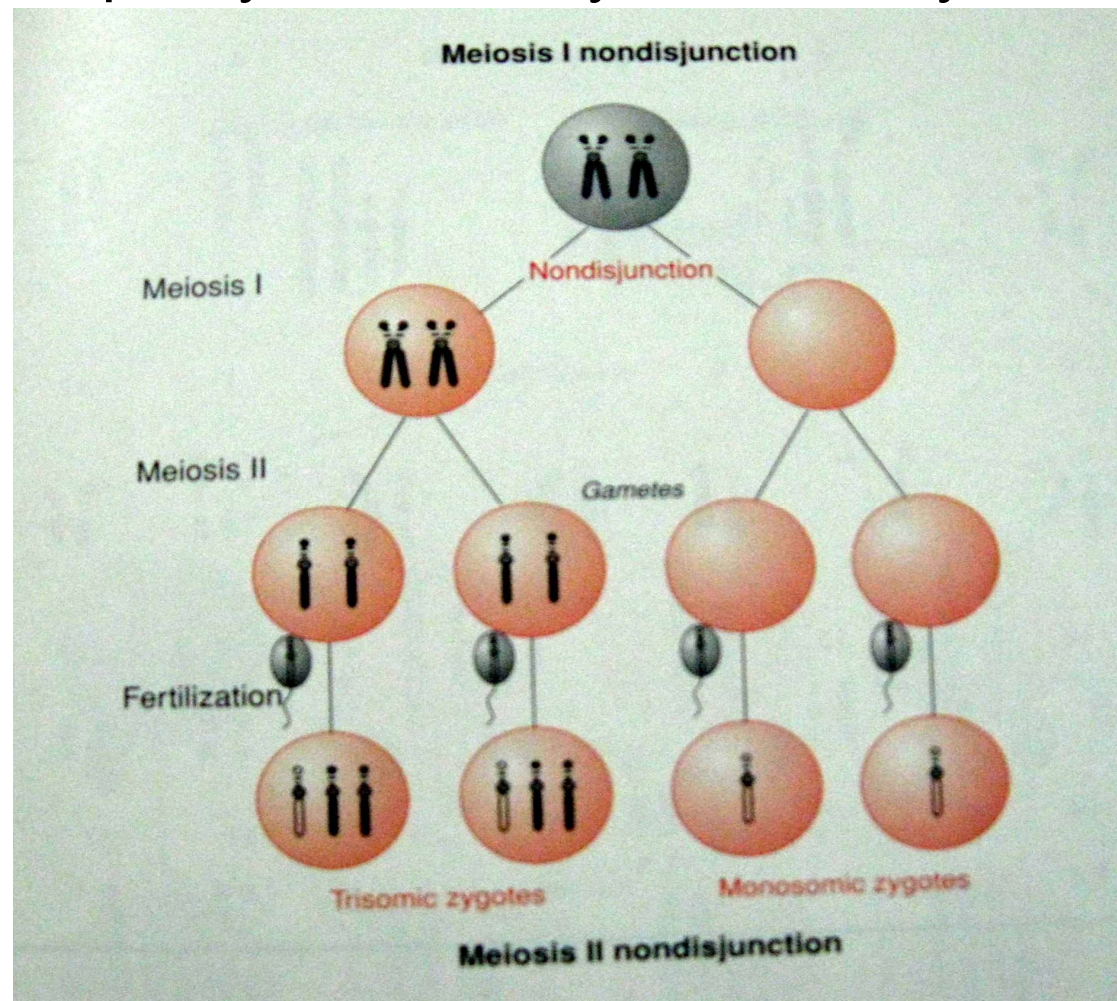 Meiosis I nondisjunction
Nondisjunction
Meiosis I
Meiosis II
Gametes
Fertilization
Trisomic zygotes
Monosomic zygotes
Meiosis II nondisjunction